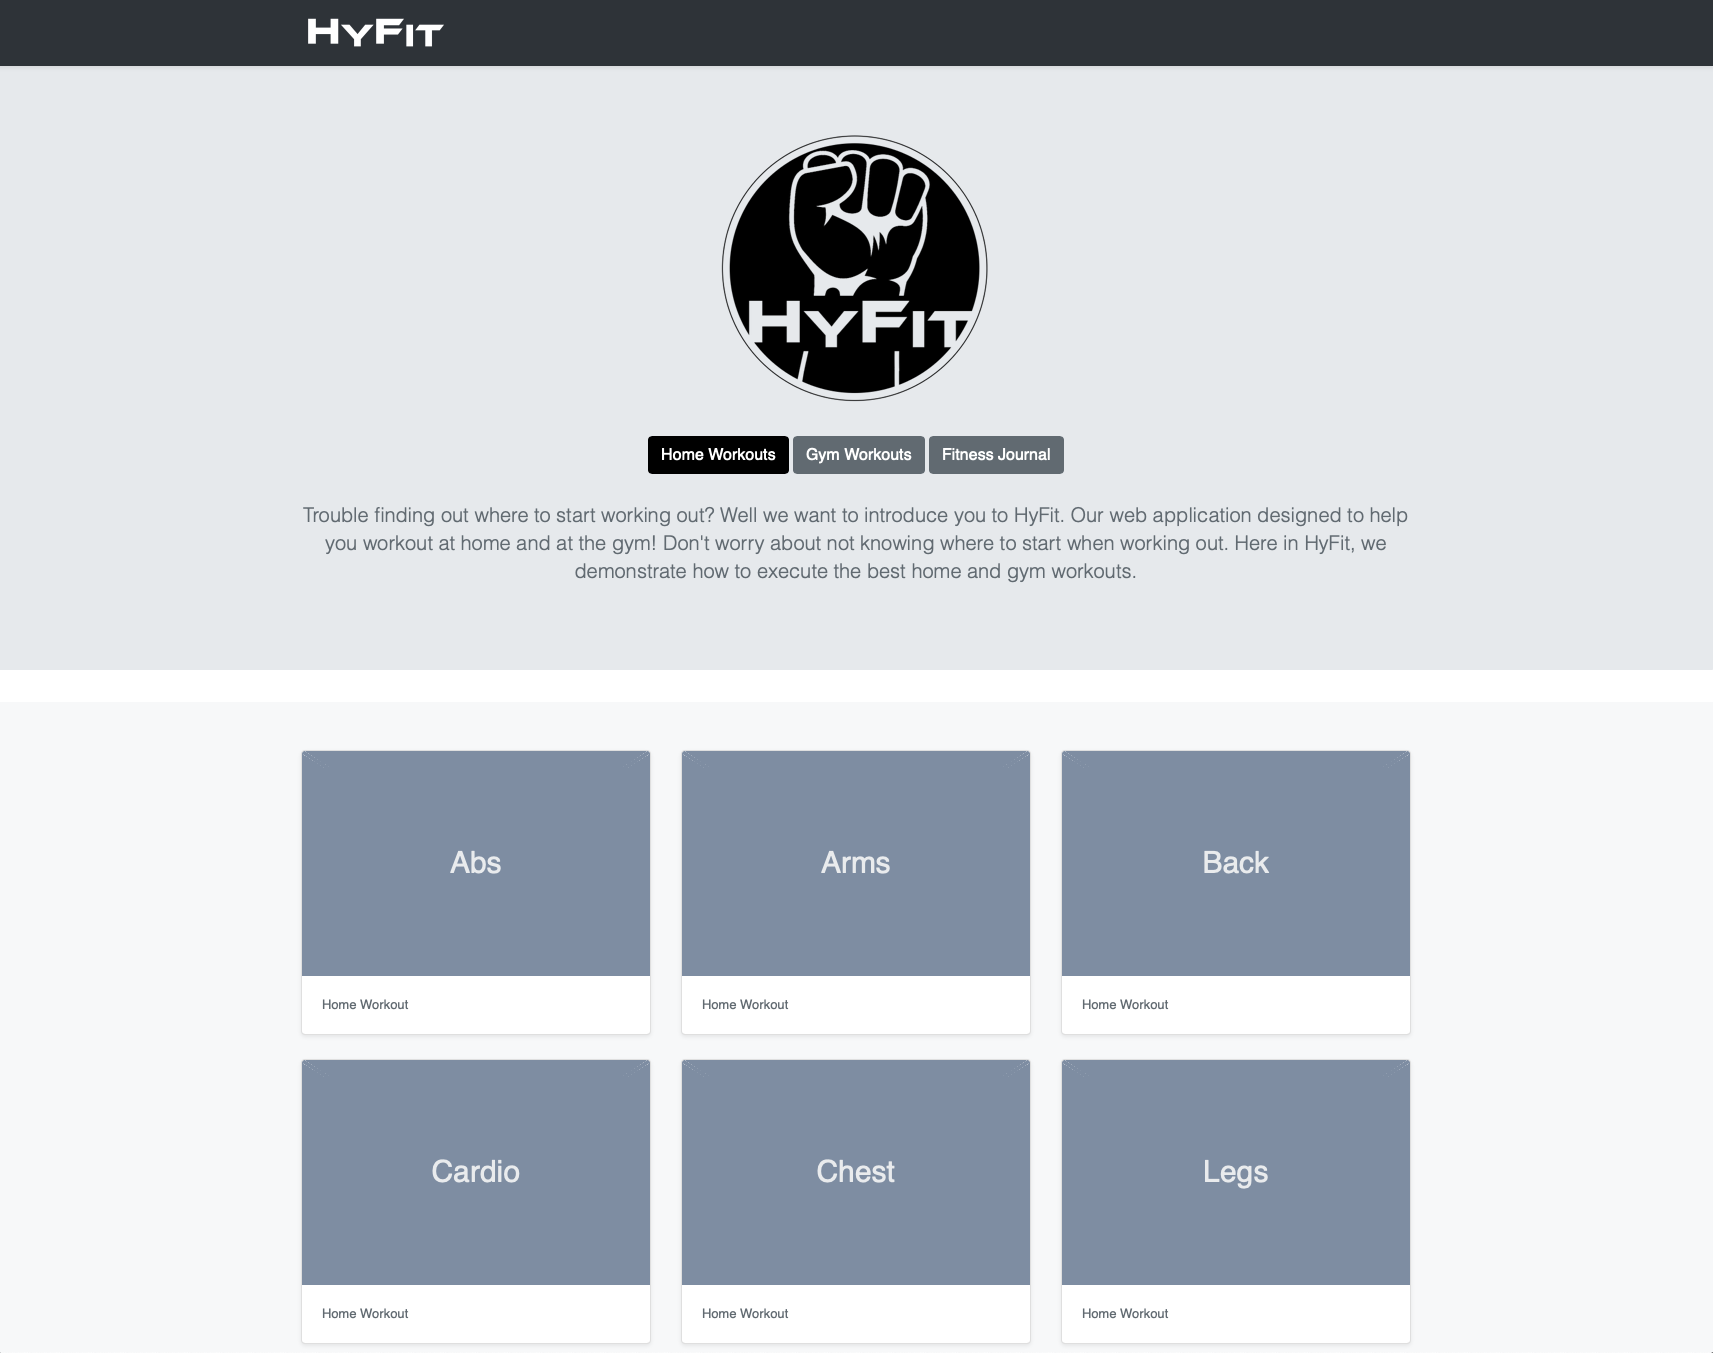 HyFit
HyFit
Home Workouts Gym Workouts Fitness Journal
Trouble finding out where to start working out? Well we want to introduce you to HyFit. Our web application designed to help
you workout at home and at the gym! Don't worry about not knowing where to start when working out. Here in HyFit, we
demonstrate how to execute the best home and gym workouts.
Abs Arms Back
Home Workout Home Workout Home Workout
Cardio Chest Legs
Home Workout Home Workout Home Workout